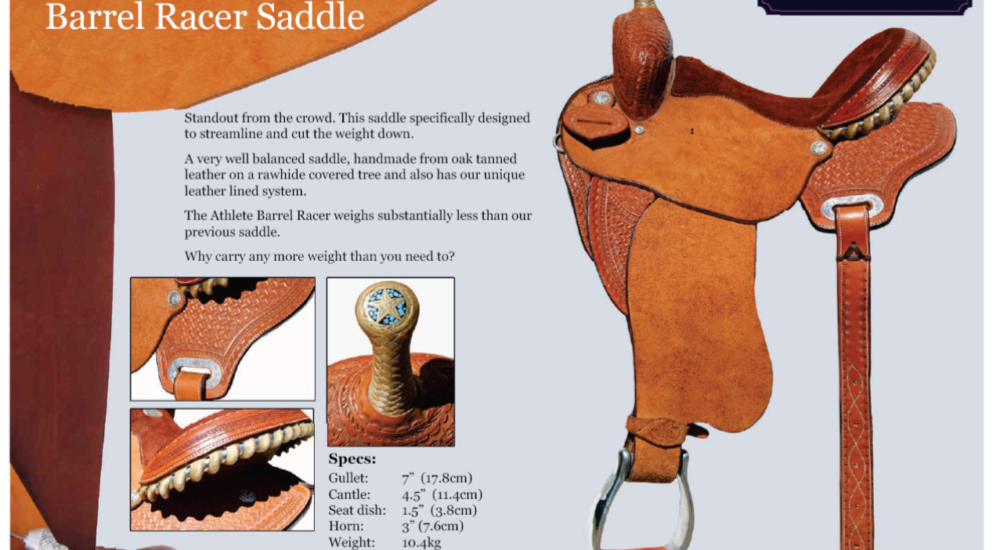 Barrel Racer Saddle
Standout from the crowd. This saddle specifically designed
to streamline and cut the weight down.
A very well balanced saddle, handmade from oak tanned
leather on a rawhide covered tree and also has our unique
leather lined system.
The Athlete Barrel Racer weighs substantially less than our
previous saddle.
Why carry any more weight than you need to?
Specs:
Gullet: 7” (17.8cm)
Cantle: 4.5” (11.4cm)
Seat dish: 1.5” (3.8cm)
Horn: 3” (7.6cm)
Weight: 10.4kg